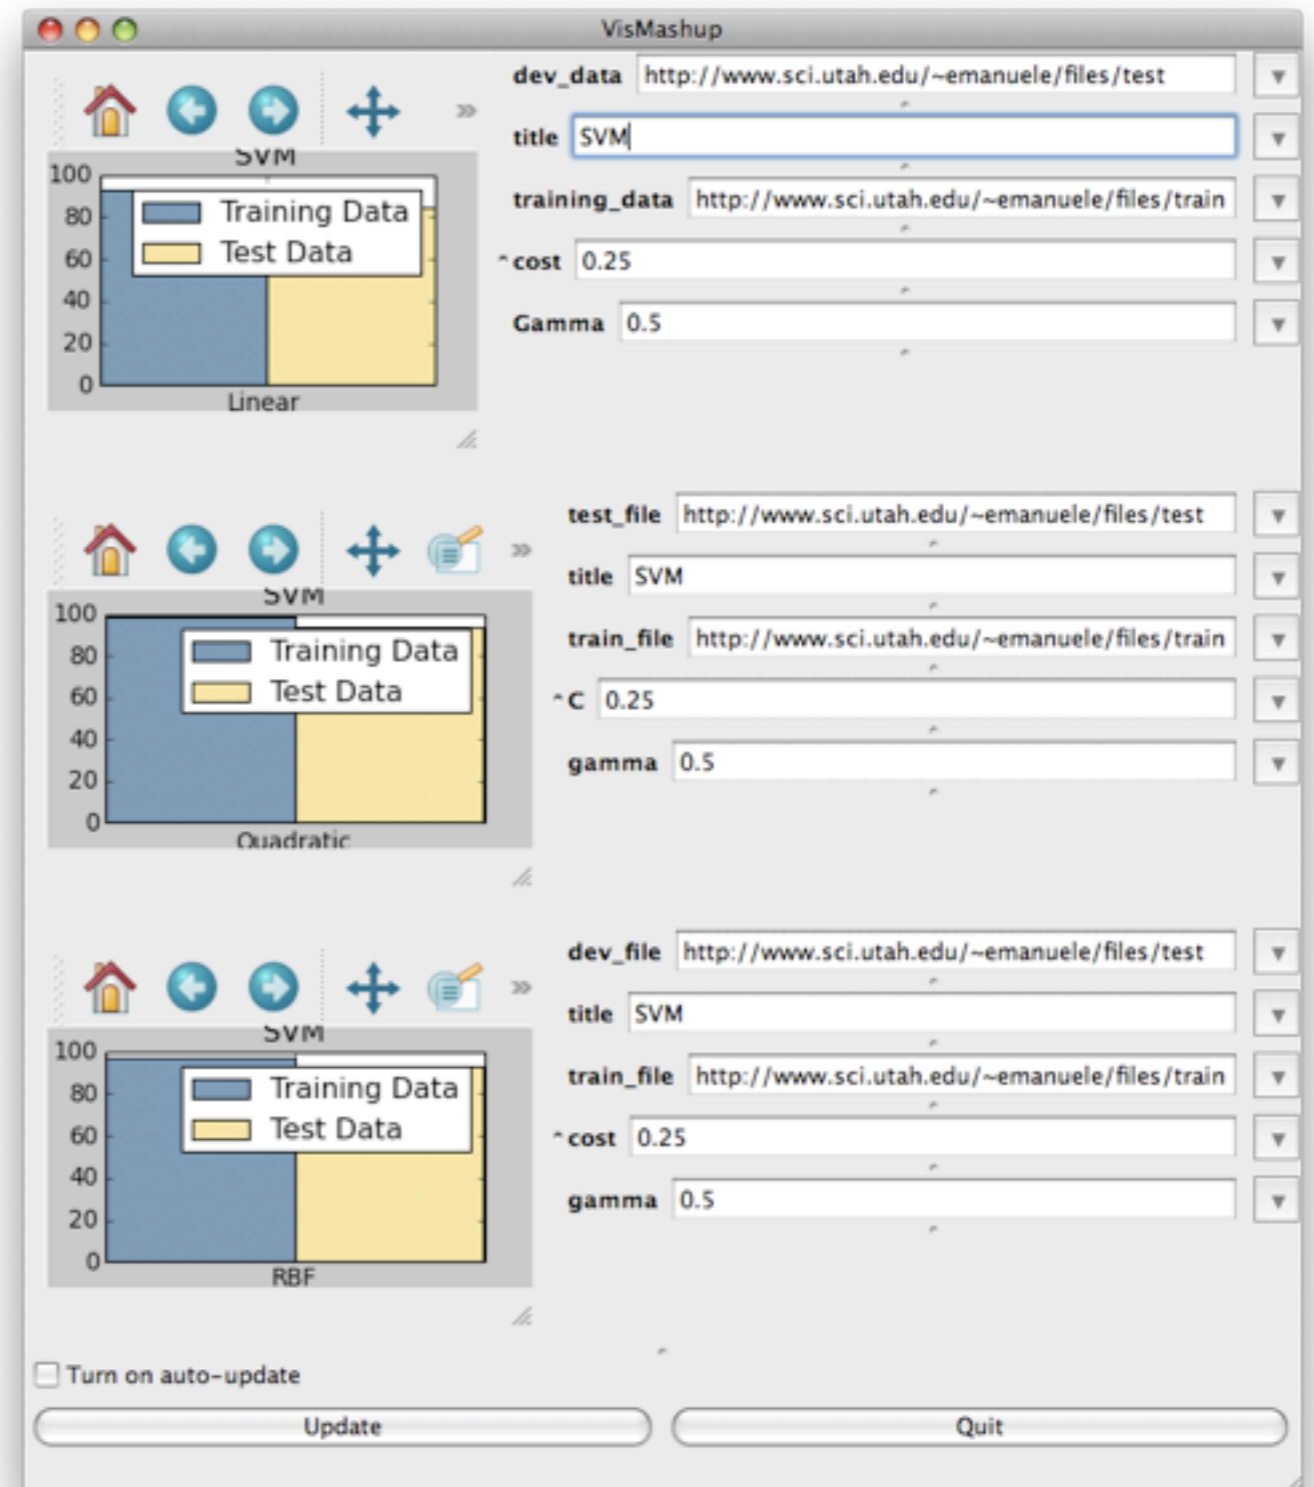 VisMashup
dev_data http://www.sci.utah.edu/~emanuele/files/test
title SVM
training_data http://www.sci.utah.edu/~emanuele/files/train
cost 0.25
Gamma 0.5
SVM
100
80
60
40
20
0
Training Data
Test Data
Linear
test_file http://www.sci.utah.edu/~emanuele/files/test
title SVM
train_file http://www.sci.utah.edu/~emanuele/files/train
C 0.25
gamma 0.5
SVM
100
80
60
40
20
0
Training Data
Test Data
Quadratic
dev_file http://www.sci.utah.edu/~emanuele/files/test
title SVM
train_file http://www.sci.utah.edu/~emanuele/files/train
cost 0.25
gamma 0.5
SVM
100
80
60
40
20
0
Training Data
Test Data
RBF
Turn on auto-update
Update Quit